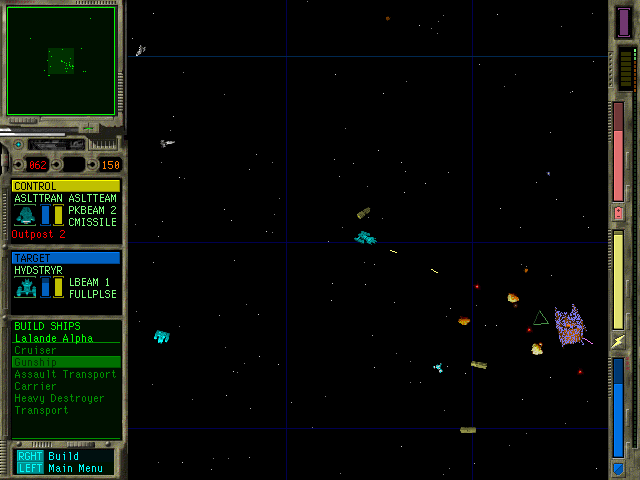 062 150
CONTROL
ASLTTRAN ASLTTEAM
PKBEAM 2
CMISSILE
Outpost 2
TARGET
HVDSTRYR
LBEAM 1
FULLPLSE
BUILD SHIPS
Lalande Alpha
Cruiser
Gunship
Assault Transport
Carrier
Heavy Destroyer
Transport
RGHT Build
LEFT Main Menu